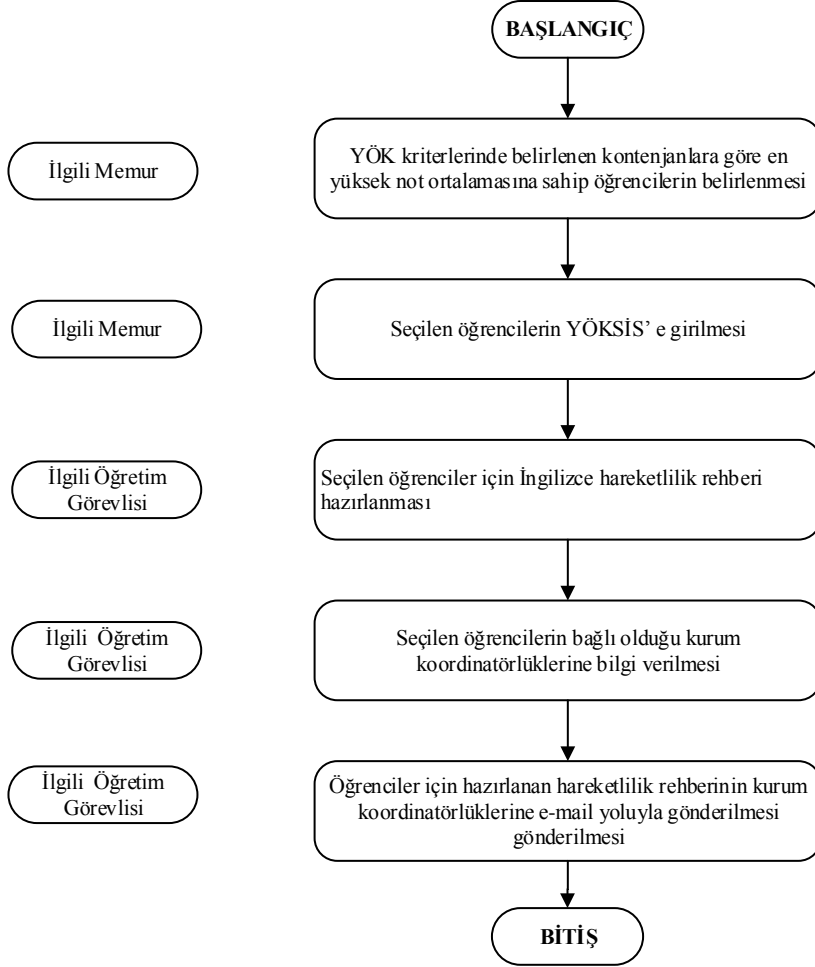 BAŞLANGIÇ
İlgili Memur
YÖK kriterlerinde belirlenen kontenjanlara göre en
yüksek not ortalamasına sahip öğrencilerin belirlenmesi
İlgili Memur
Seçilen öğrencilerin YÖKSİS’ e girilmesi
İlgili Öğretim
Görevlisi
Seçilen öğrenciler için İngilizce hareketlilik rehberi
hazırlanması
İlgili Öğretim
Görevlisi
Seçilen öğrencilerin bağlı olduğu kurum
koordinatörlüklerine bilgi verilmesi
İlgili Öğretim
Görevlisi
Öğrenciler için hazırlanan hareketlilik rehberinin kurum
koordinatörlüklerine e-mail yoluyla gönderilmesi
gönderilmesi
BİTİŞ